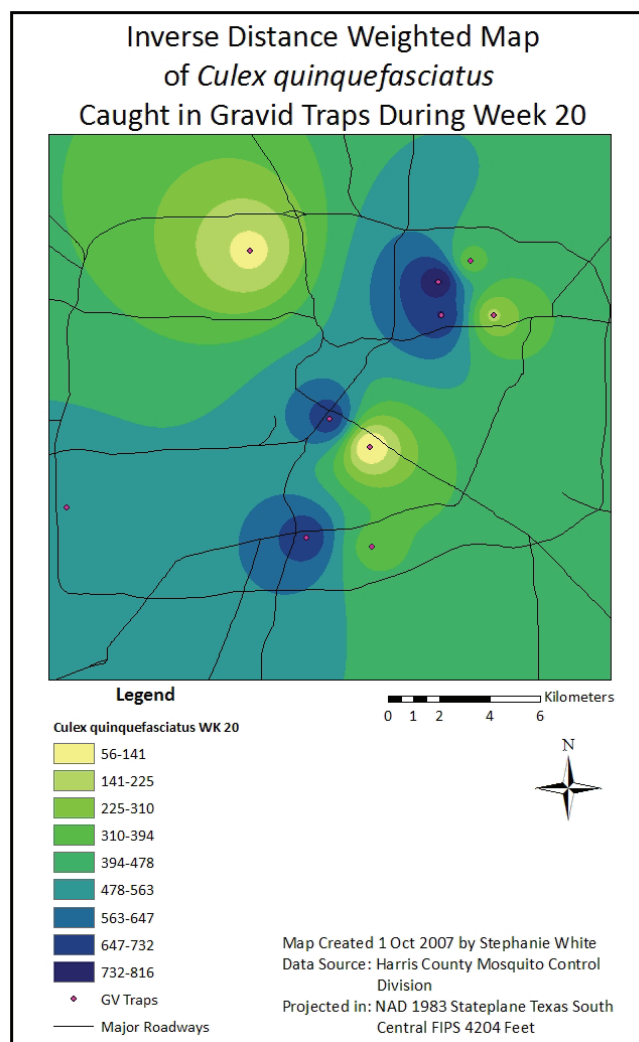 Inverse Distance Weighted Map
of Culex quinquefasciatus
Caught in Gravid Traps During Week 20
Legend
Culex quinquefasciatus WK 20
56-141
141-225
225-310
310-394
394-478
478-563
563-647
647-732
732-816
GV Traps
Major Roadways
Kilometers
0 1 2 4 6
N
Map Created 1 Oct 2007 by Stephanie White
Data Source: Harris County Mosquito Control
Division
Projected in: NAD 1983 Stateplane Texas South
Central FIPS 4204 Feet